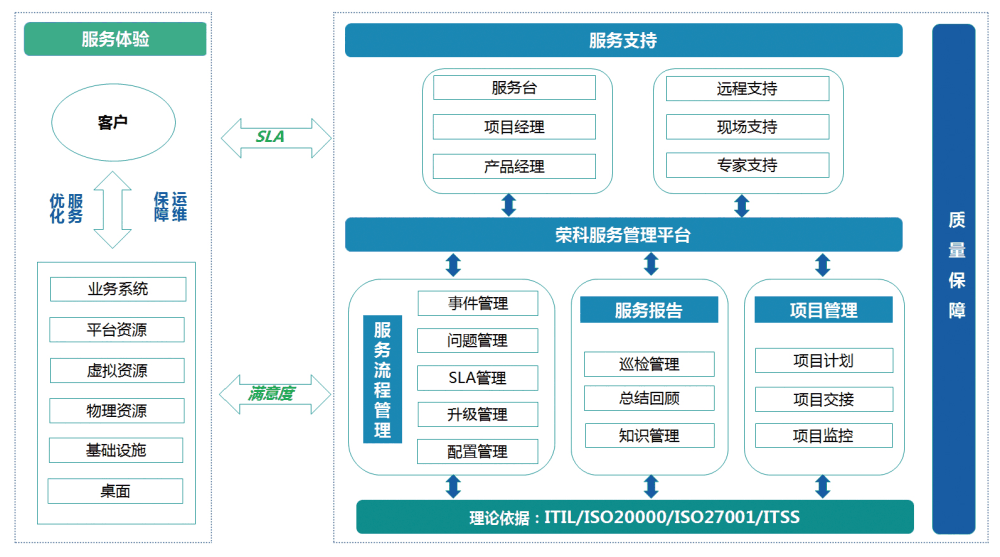 服务体验
客户
服务
优化
运维
保障
业务系统
平台资源
虚拟资源
物理资源
基础设施
桌面
SLA
满意度
服务支持
服务台
项目经理
产品经理
远程支持
现场支持
专家支持
荣科服务管理平台
服务流程管理
事件管理
问题管理
SLA管理
升级管理
配置管理
服务报告
巡检管理
总结回顾
知识管理
项目管理
项目计划
项目交接
项目监控
理论依据：ITIL/ISO20000/ISO27001/ITSS
质量保障